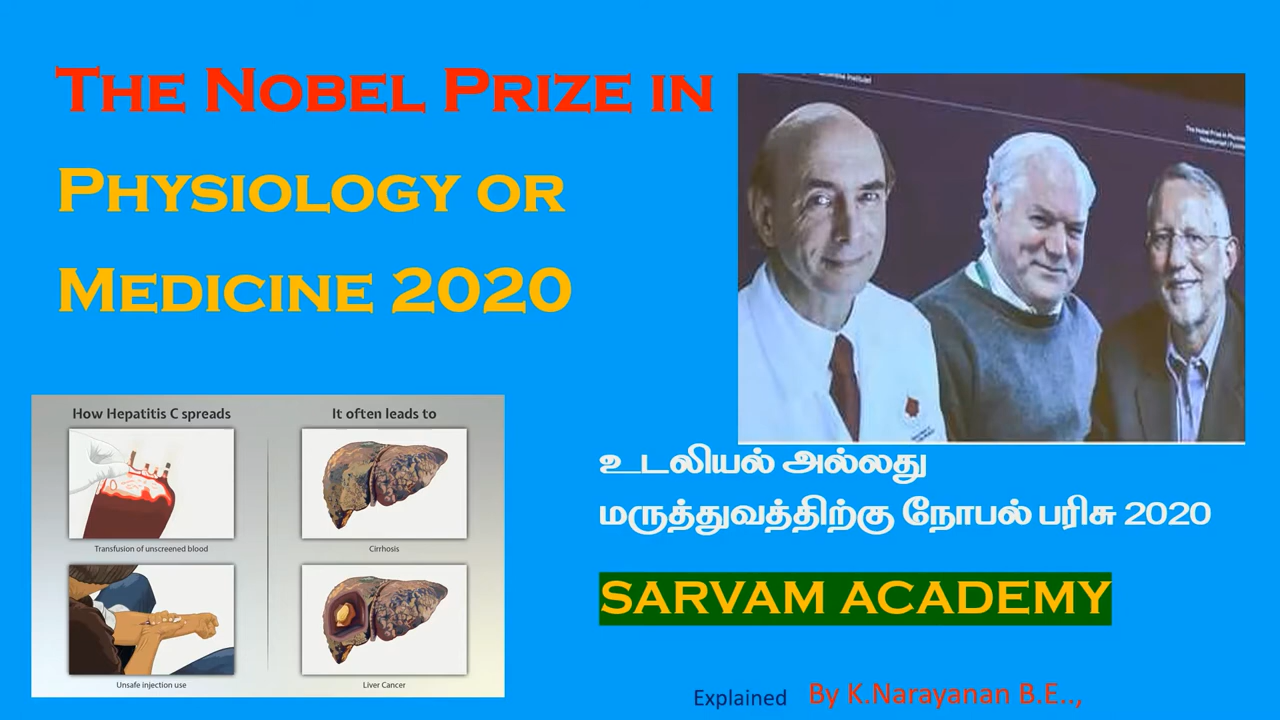 THE NOBEL PRIZE IN
PHYSIOLOGY OR
MEDICINE 2020
How Hepatitis C spreads
It often leads to
Transfusion of unscreened blood
Cirrhosis
Unsafe injection use
Liver Cancer
உடலியல் அல்லது
மருத்துவத்திற்கு நோபல் பரிசு 2020
SARVAM ACADEMY
Explained By K.Narayanan B.E..,